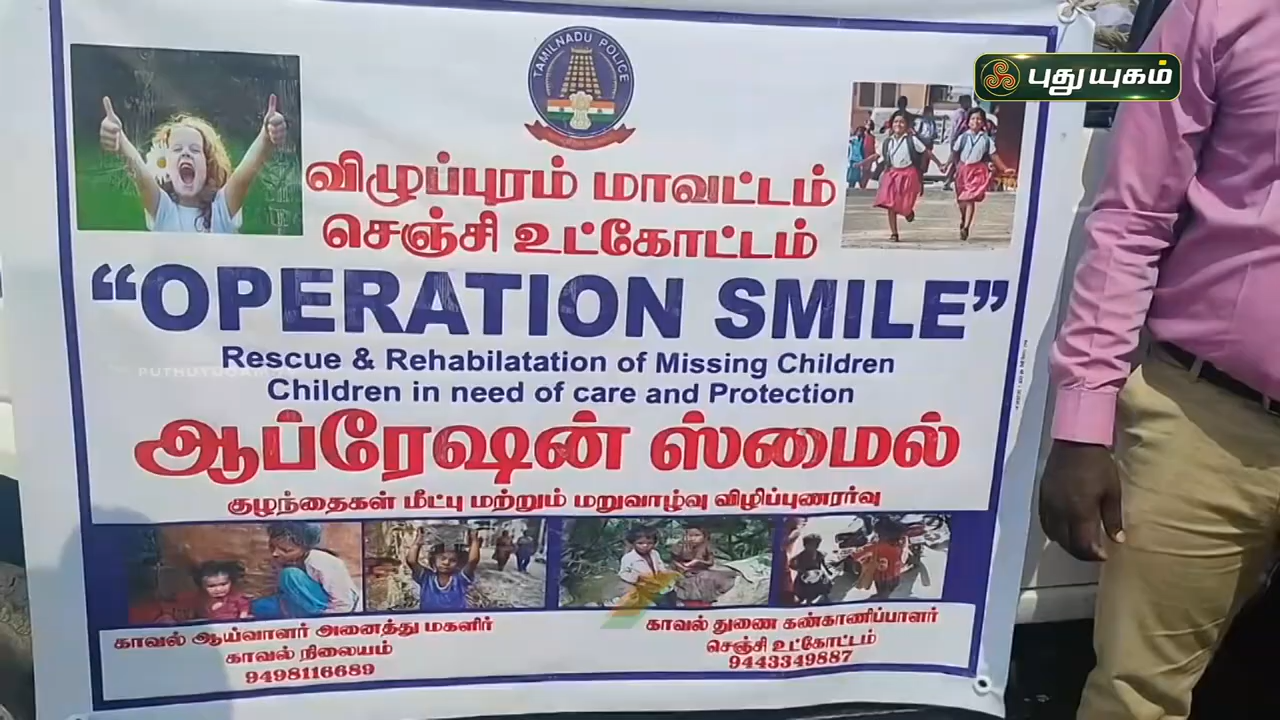 புதுயுகம்
TAMILNADU POLICE
விழுப்புரம் மாவட்டம்
செஞ்சி உட்கோட்டம்
“OPERATION SMILE”
Rescue & Rehabilatation of Missing Children
Children in need of care and Protection
ஆப்ரேஷன் ஸ்மைல்
குழந்தைகள் மீட்பு மற்றும் மறுவாழ்வு விழிப்புணரர்வு
காவல் ஆய்வாளர் அனைத்து மகளிர்
காவல் நிலையம்
9498116689
காவல் துணை கண்காணிப்பாளர்
செஞ்சி உட்கோட்டம்
9443349887